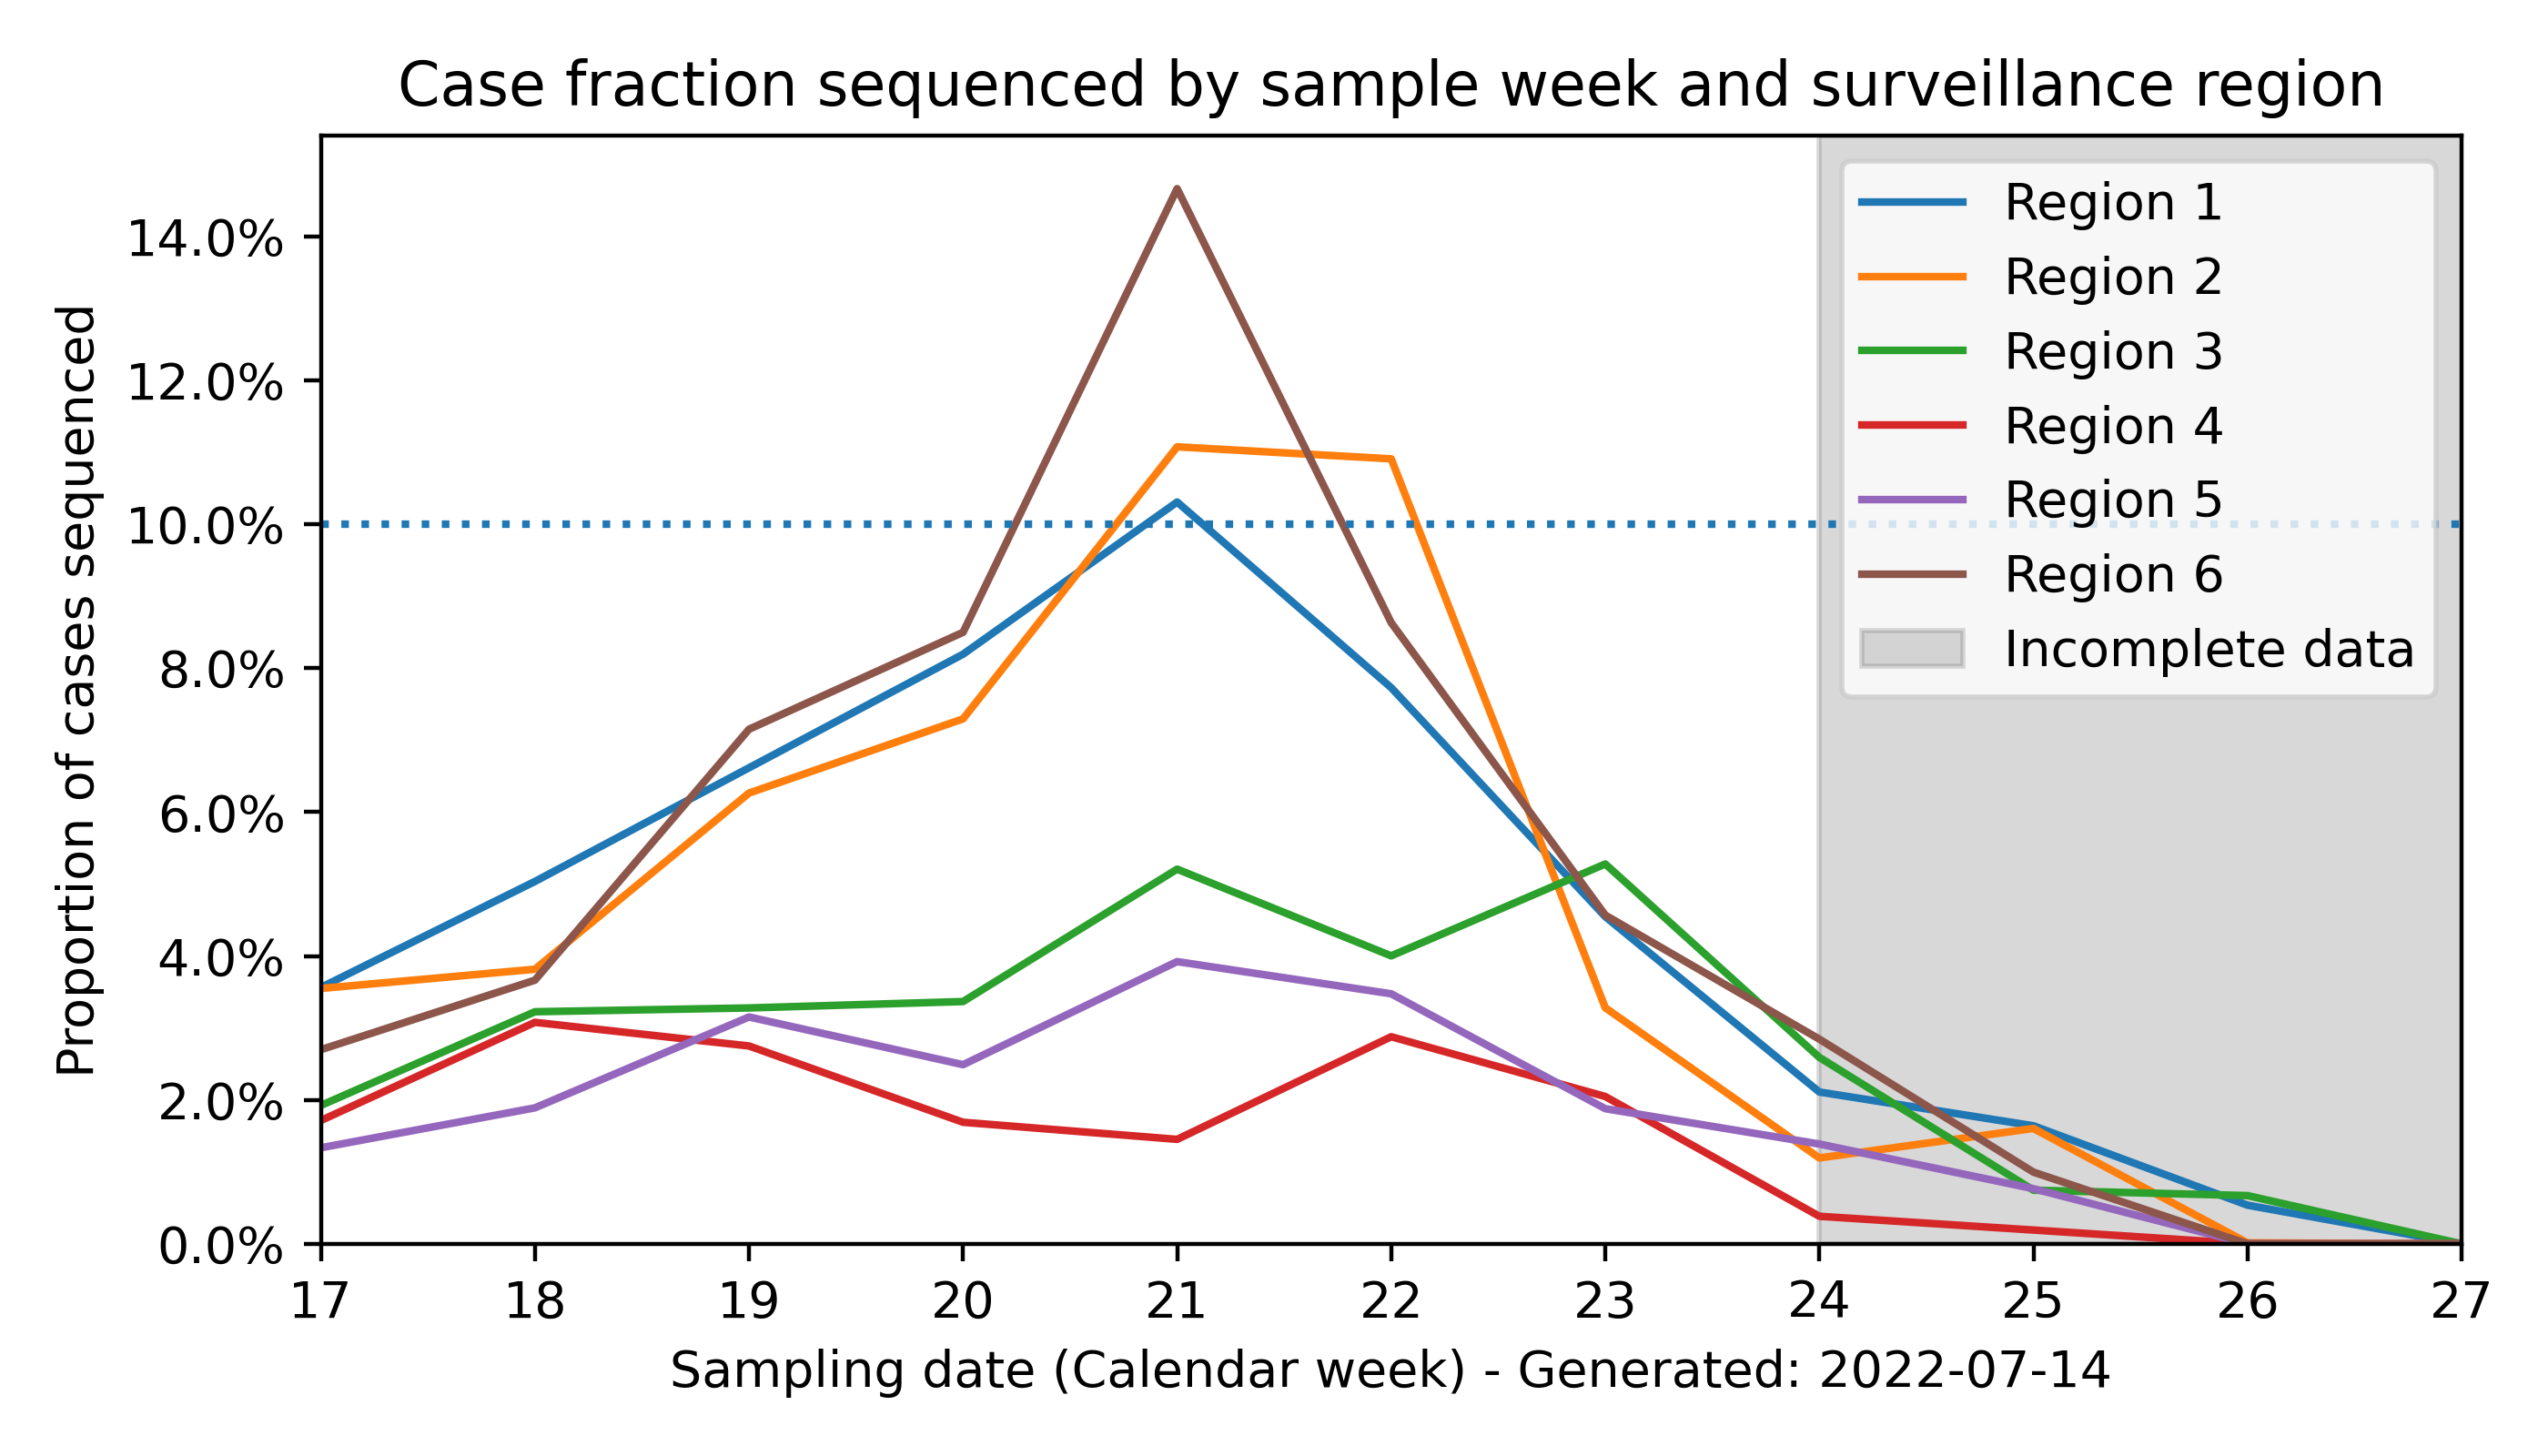 Case fraction sequenced by sample week and surveillance region
Proportion of cases sequenced
14.0%
12.0%
10.0%
8.0%
6.0%
4.0%
2.0%
0.0%
Region 1
Region 2
Region 3
Region 4
Region 5
Region 6
Incomplete data
17 18 19 20 21 22 23 24 25 26 27
Sampling date (Calendar week) - Generated: 2022-07-14